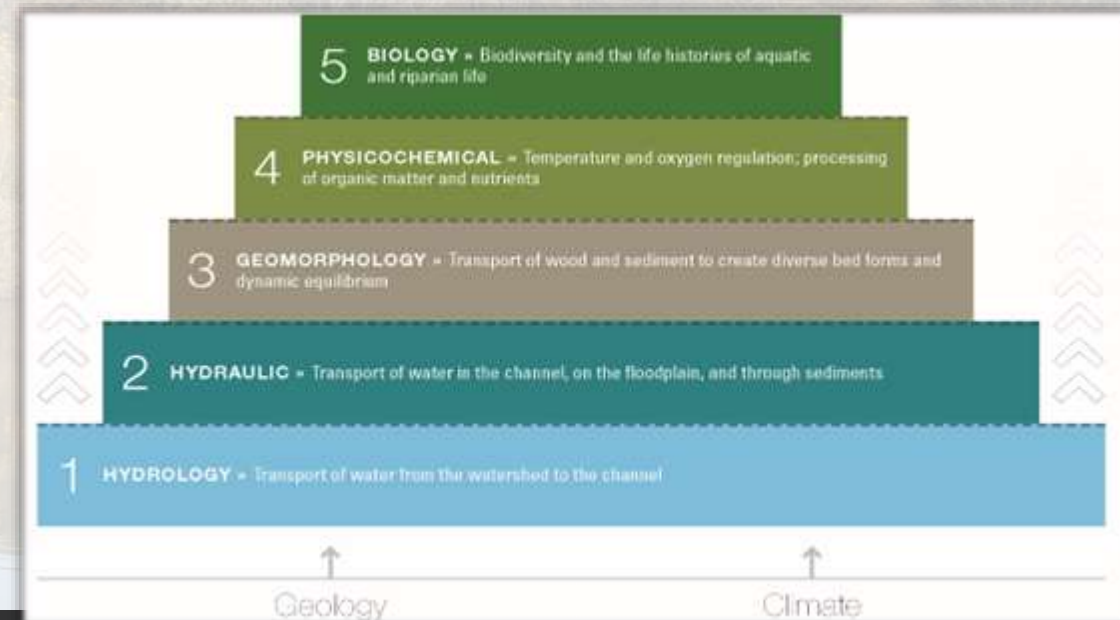 5 BIOLOGY » Biodiversity and the life histories of aquatic
and riparian life
4 PHYSICOCHEMICAL » Temperature and oxygen regulation; processing
of organic matter and nutrients
3 GEOMORPHOLOGY » Transport of wood and sediment to create diverse bed forms and
dynamic equilibrium
2 HYDRAULIC » Transport of water in the channel, on the floodplain, and through sediments
1 HYDROLOGY » Transport of water from the watershed to the channel
Geology Climate